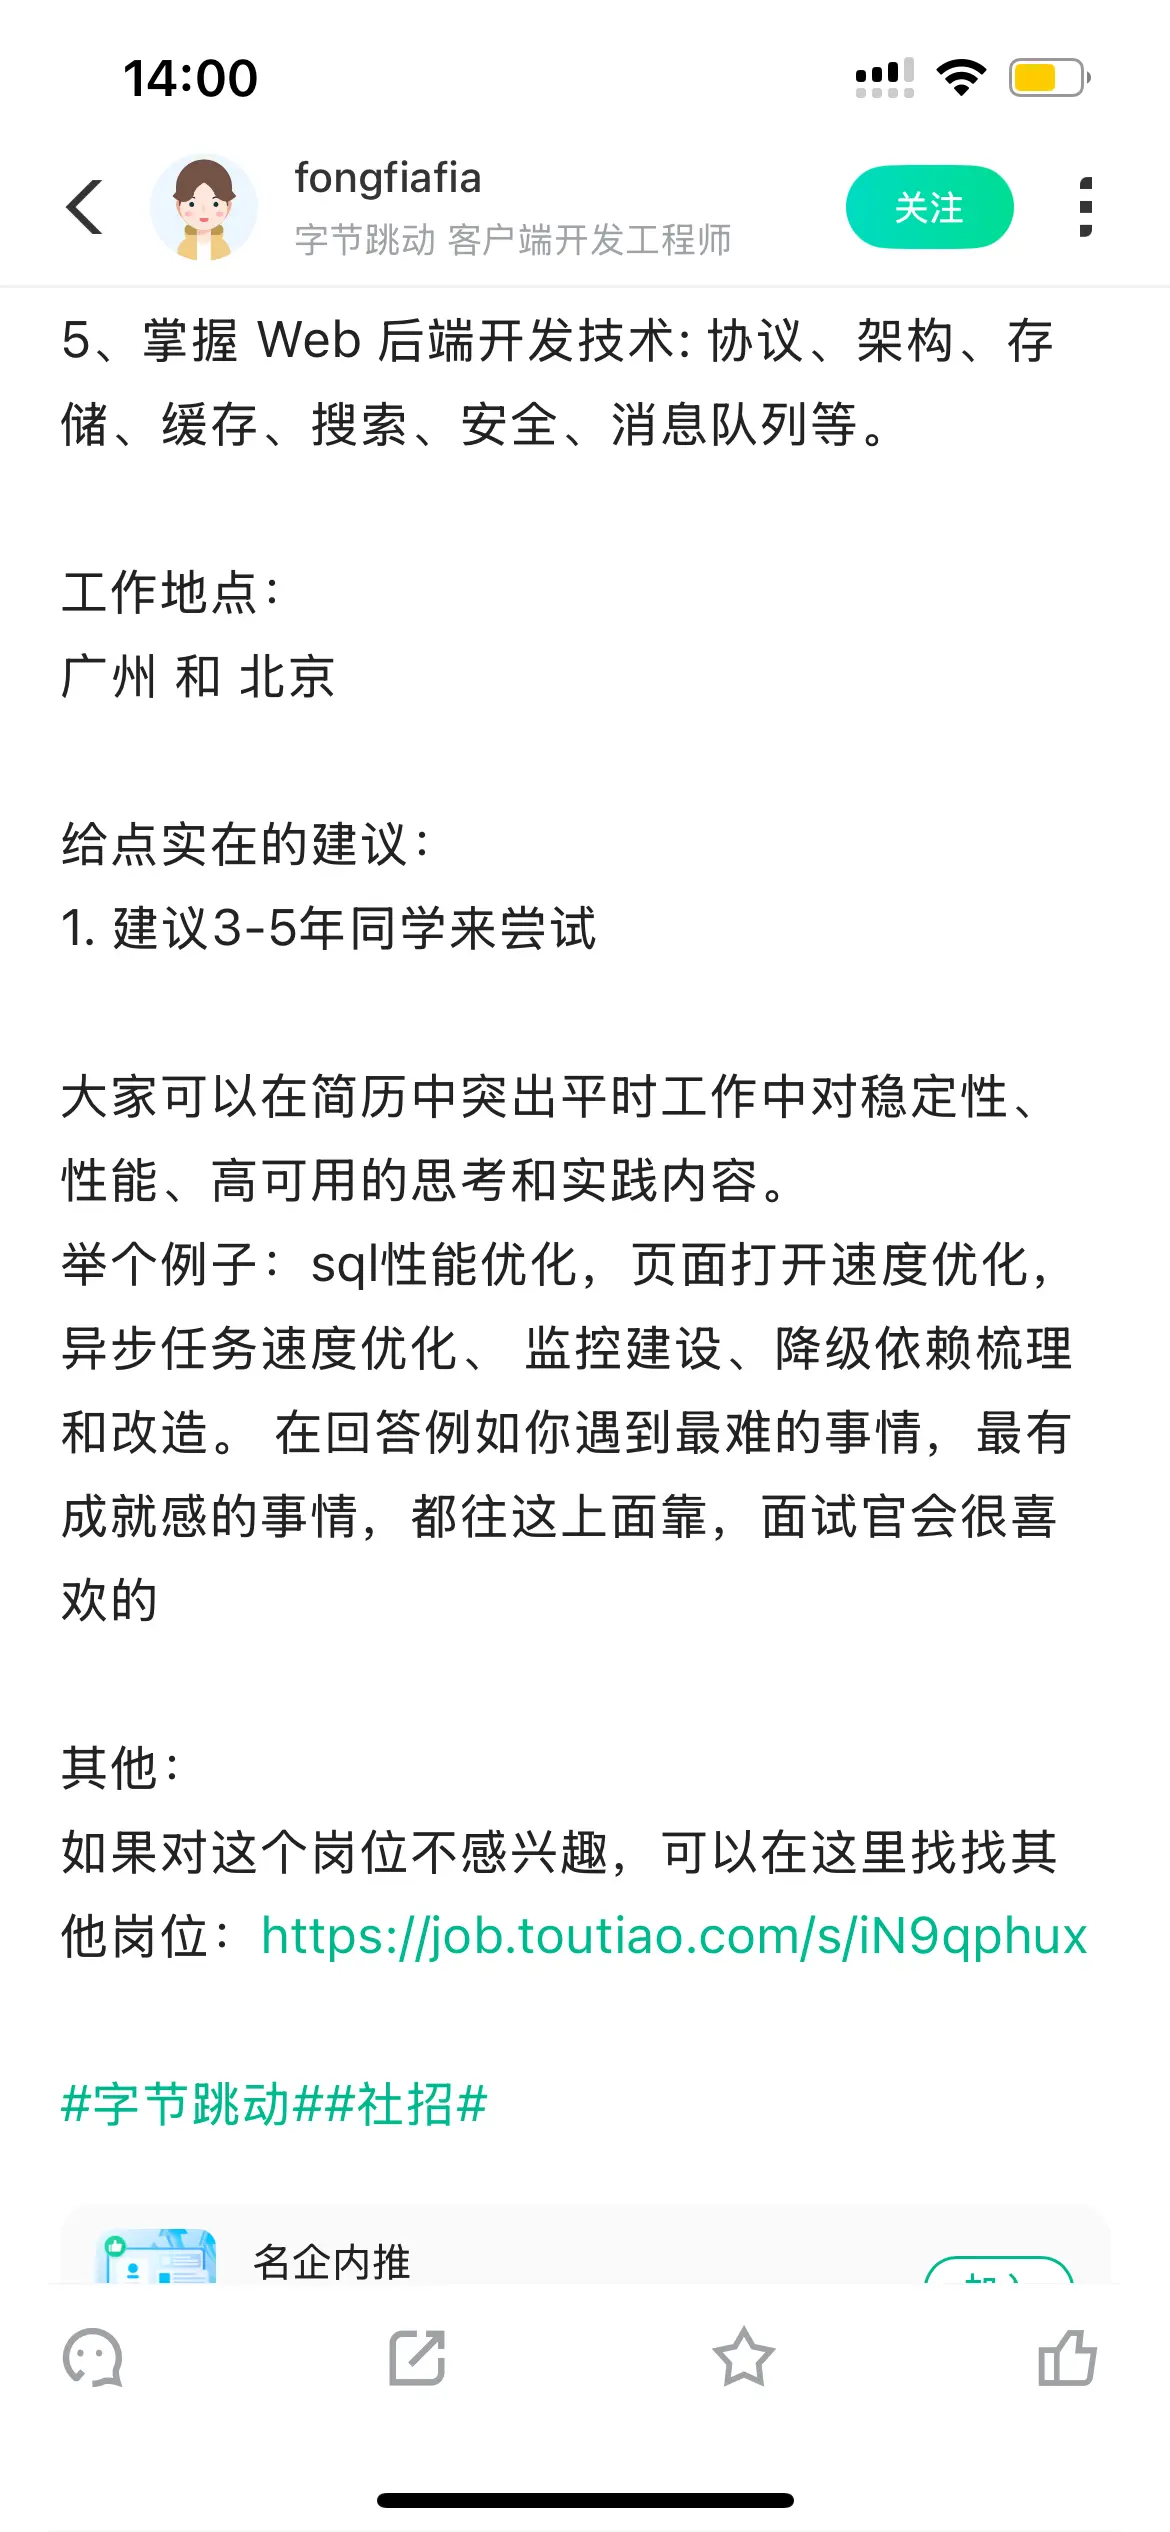 14:00
fongfiafia
字节跳动 客户端开发工程师
关注
5、掌握 Web 后端开发技术: 协议、架构、存
储、缓存、搜索、安全、消息队列等。
工作地点：
广州 和 北京
给点实在的建议：
1. 建议3-5年同学来尝试
大家可以在简历中突出平时工作中对稳定性、
性能、高可用的思考和实践内容。
举个例子：sql性能优化，页面打开速度优化，
异步任务速度优化、 监控建设、降级依赖梳理
和改造。 在回答例如你遇到最难的事情，最有
成就感的事情，都往这上面靠，面试官会很喜
欢的
其他：
如果对这个岗位不感兴趣，可以在这里找找其
他岗位：https://job.toutiao.com/s/iN9qphux
#字节跳动##社招#
名企内推